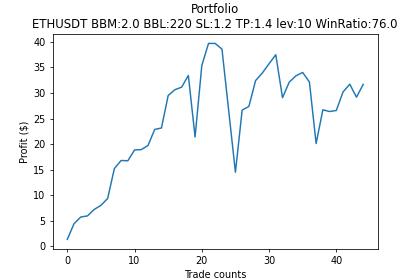 Portfolio
ETHUSDT BBM:2.0 BBL:220 SL:1.2 TP:1.4 lev:10 WinRatio:76.0
Profit ($)
40
35
30
25
20
15
10
5
0
0 10 20 30 40
Trade counts